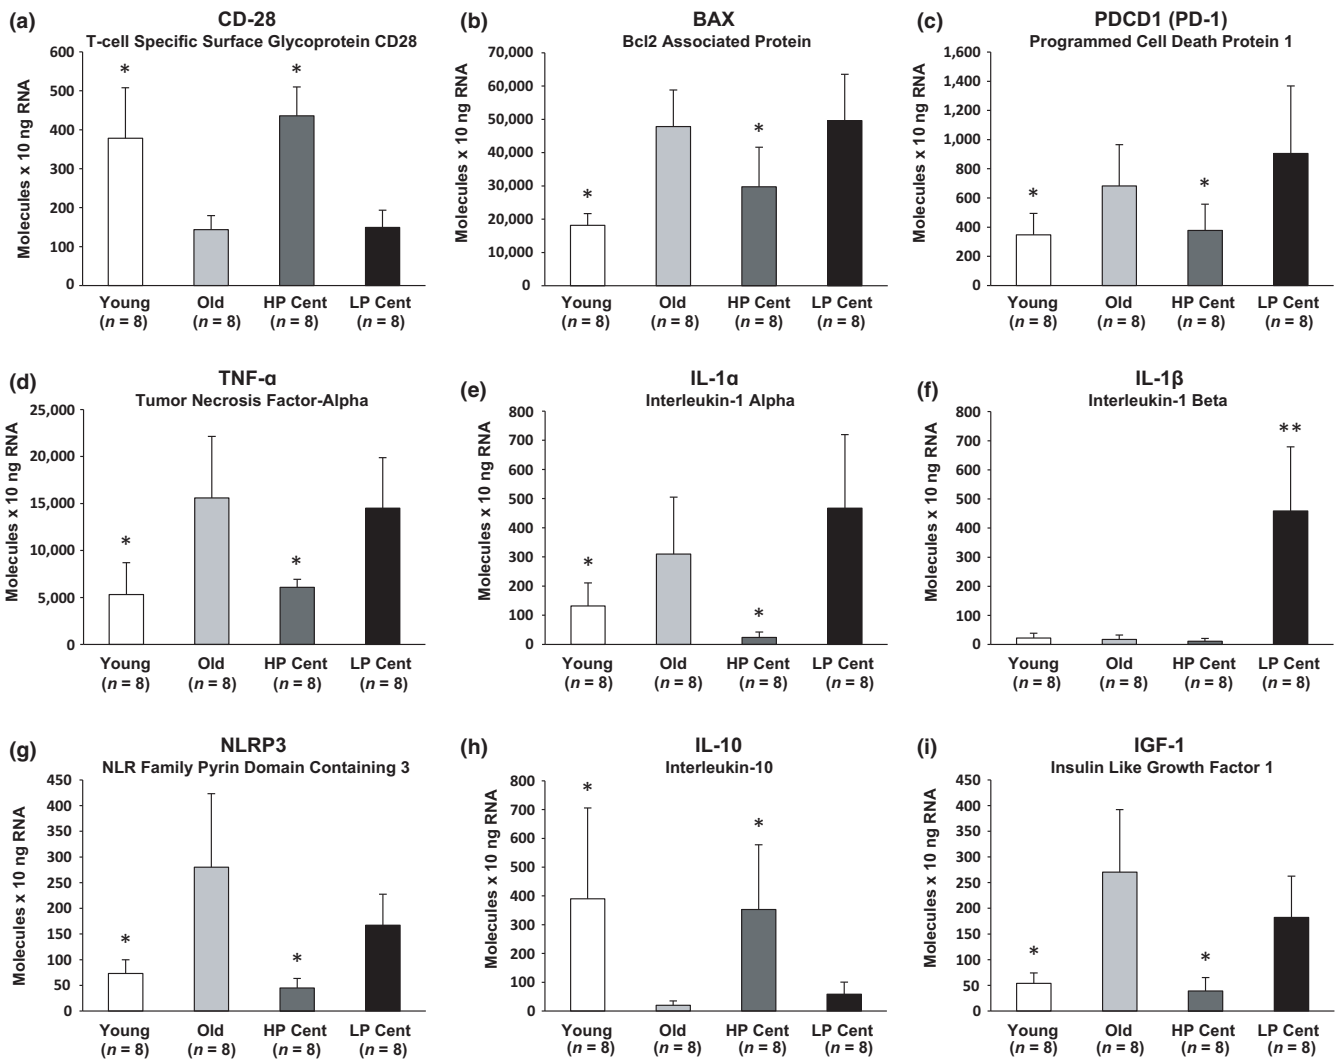 (a)
CD-28
T-cell Specific Surface Glycoprotein CD28
Molecules x 10 ng RNA
600
500
400
300
200
100
0
*
*
Young
(n = 8)
Old
(n = 8)
HP Cent
(n = 8)
LP Cent
(n = 8)
(b)
BAX
Bcl2 Associated Protein
Molecules x 10 ng RNA
70,000
60,000
50,000
40,000
30,000
20,000
10,000
0
*
*
Young
(n = 8)
Old
(n = 8)
HP Cent
(n = 8)
LP Cent
(n = 8)
(c)
PDCD1 (PD-1)
Programmed Cell Death Protein 1
Molecules x 10 ng RNA
1,600
1,400
1,200
1,000
800
600
400
200
0
*
*
Young
(n = 8)
Old
(n = 8)
HP Cent
(n = 8)
LP Cent
(n = 8)
(d)
TNF-α
Tumor Necrosis Factor-Alpha
Molecules x 10 ng RNA
25,000
20,000
15,000
10,000
5,000
0
*
*
Young
(n = 8)
Old
(n = 8)
HP Cent
(n = 8)
LP Cent
(n = 8)
(e)
IL-1α
Interleukin-1 Alpha
Molecules x 10 ng RNA
800
700
600
500
400
300
200
100
0
*
*
Young
(n = 8)
Old
(n = 8)
HP Cent
(n = 8)
LP Cent
(n = 8)
(f)
IL-1β
Interleukin-1 Beta
Molecules x 10 ng RNA
800
700
600
500
400
300
200
100
0
**
Young
(n = 8)
Old
(n = 8)
HP Cent
(n = 8)
LP Cent
(n = 8)
(g)
NLRP3
NLR Family Pyrin Domain Containing 3
Molecules x 10 ng RNA
450
400
350
300
250
200
150
100
50
0
*
*
Young
(n = 8)
Old
(n = 8)
HP Cent
(n = 8)
LP Cent
(n = 8)
(h)
IL-10
Interleukin-10
Molecules x 10 ng RNA
800
700
600
500
400
300
200
100
0
*
*
Young
(n = 8)
Old
(n = 8)
HP Cent
(n = 8)
LP Cent
(n = 8)
(i)
IGF-1
Insulin Like Growth Factor 1
Molecules x 10 ng RNA
450
400
350
300
250
200
150
100
50
0
*
*
Young
(n = 8)
Old
(n = 8)
HP Cent
(n = 8)
LP Cent
(n = 8)